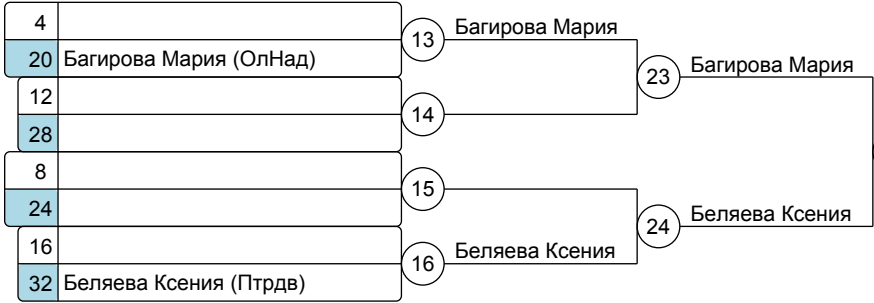 4
20 Багирова Мария (ОлНад)
12
28
8
24
16
32 Беляева Ксения (Птрдв)
13 Багирова Мария
14
15
16 Беляева Ксения
23 Багирова Мария
24 Беляева Ксения